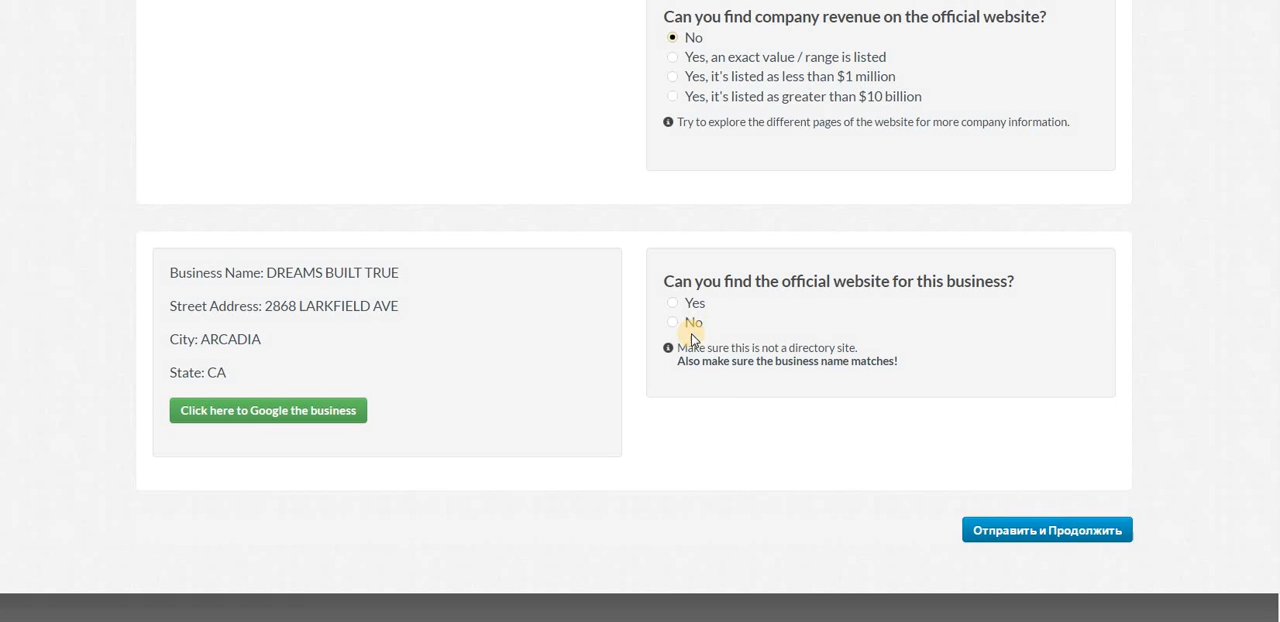 Can you find company revenue on the official website?
No
Yes, an exact value / range is listed
Yes, it's listed as less than $1 million
Yes, it's listed as greater than $10 billion
Try to explore the different pages of the website for more company information.
Business Name: DREAMS BUILT TRUE
Street Address: 2868 LARKFIELD AVE
City: ARCADIA
State: CA
Click here to Google the business
Can you find the official website for this business?
Yes
No
Make sure this is not a directory site.
Also make sure the business name matches!
Отправить и Продолжить